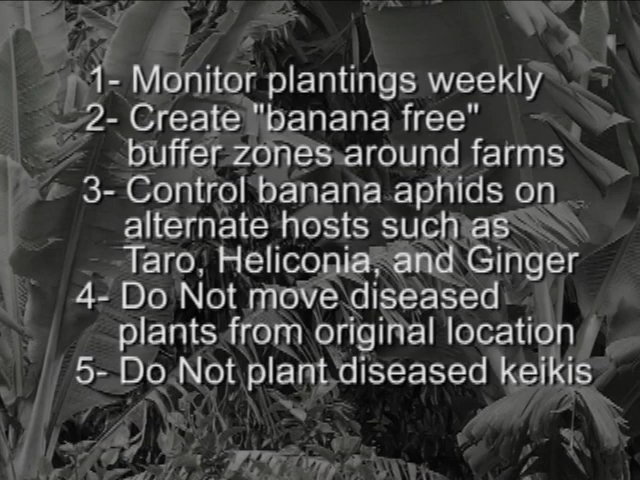 1- Monitor plantings weekly
2- Create "banana free"
buffer zones around farms
3- Control banana aphids on
alternate hosts such as
Taro, Heliconia, and Ginger
4- Do Not move diseased
plants from original location
5- Do Not plant diseased keikis